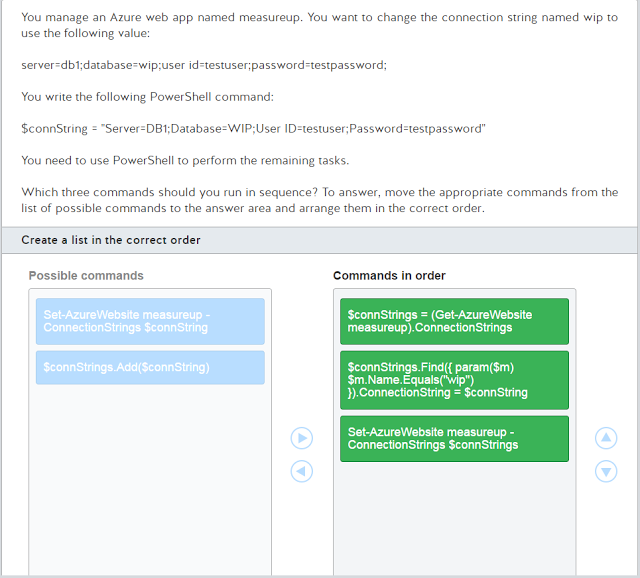 You manage an Azure web app named measureup. You want to change the connection string named wip to
use the following value:
server=db1;database=wip;user id=testuser;password=testpassword;
You write the following PowerShell command:
$connString = "Server=DB1;Database=WIP;User ID=testuser;Password=testpassword"
You need to use PowerShell to perform the remaining tasks.
Which three commands should you run in sequence? To answer, move the appropriate commands from the
list of possible commands to the answer area and arrange them in the correct order.
Create a list in the correct order
Possible commands
Set-AzureWebsite measureup -
ConnectionStrings $connString
$connStrings.Add($connString)
Commands in order
$connStrings = (Get-AzureWebsite
measureup).ConnectionStrings
$connStrings.Find({ param($m)
$m.Name.Equals("wip")
}).ConnectionString = $connString
Set-AzureWebsite measureup -
ConnectionStrings $connStrings